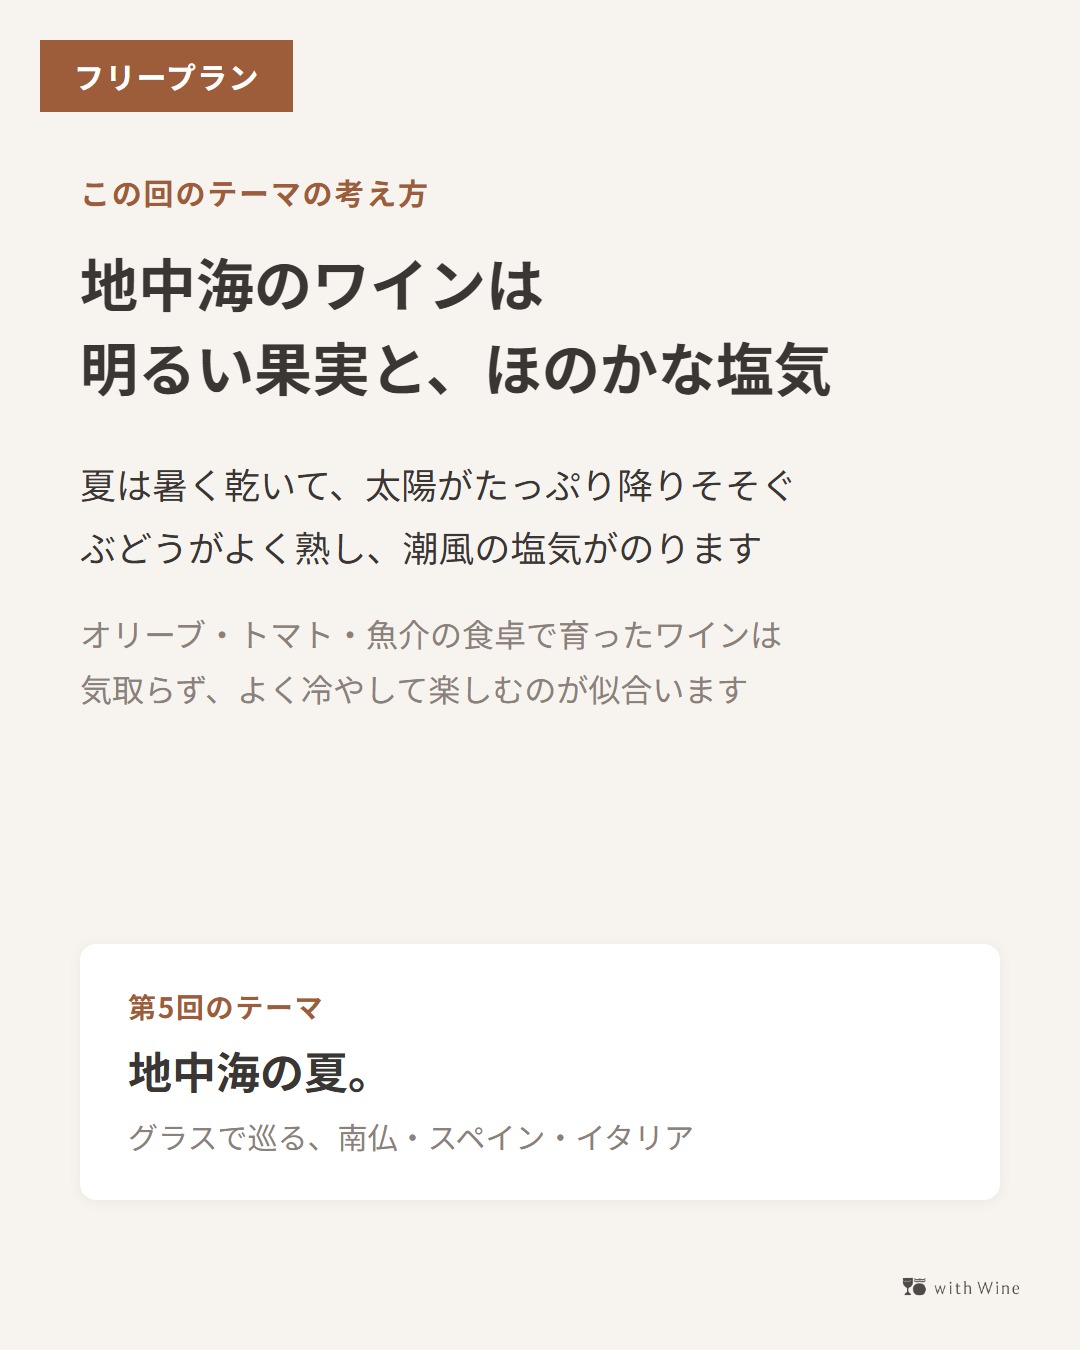 フリープラン
この回のテーマの考え方
地中海のワインは
明るい果実と、ほのかな塩気
夏は暑く乾いて、太陽がたっぷり降りそそぐ
ぶどうがよく熟し、潮風の塩気がのります
オリーブ・トマト・魚介の食卓で育ったワインは
気取らず、よく冷やして楽しむのが似合います
第5回のテーマ
地中海の夏。
グラスで巡る、南仏・スペイン・イタリア
with Wine